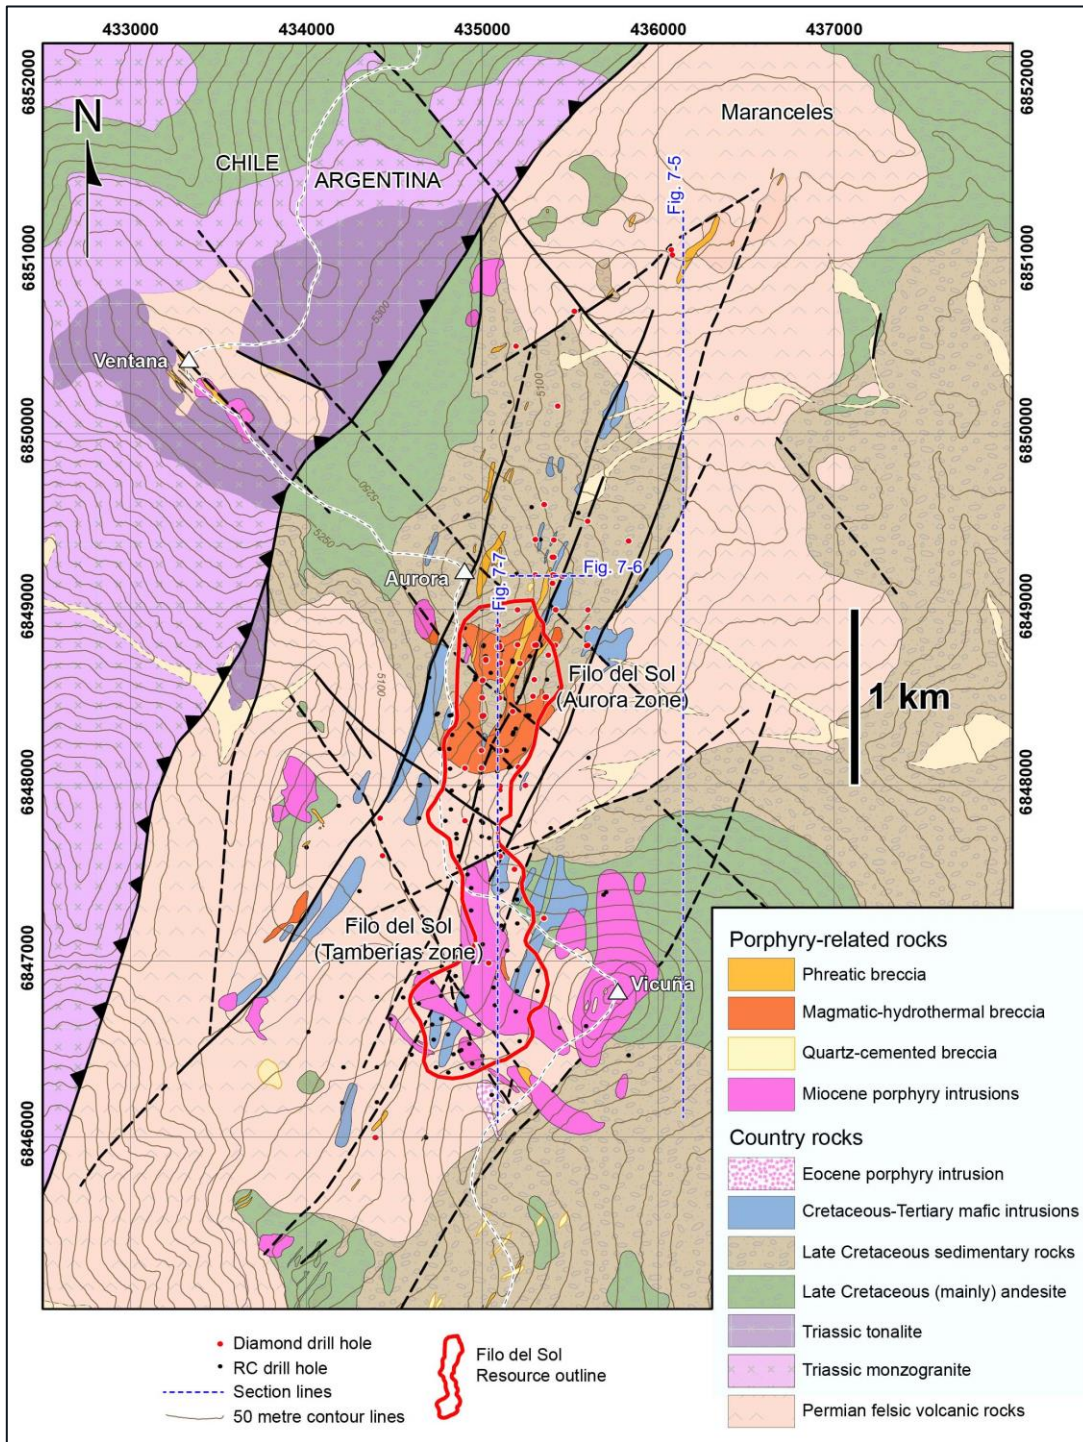 433000 434000 435000 436000 437000
6852000
6852000
N
CHILE
ARGENTINA
Maranceles
Fig. 7-5
6851000
6851000
5300
Ventana
5100
6850000
6850000
5250
5250
Aurora
Fig. 7-7
Fig. 7-6
6849000
6849000
5100
Filo del Sol
(Aurora zone)
1 km
6848000
6848000
Filo del Sol
(Tamberías zone)
6847000
Vicuña
6846000
Porphyry-related rocks
Phreatic breccia
Magmatic-hydrothermal breccia
Quartz-cemented breccia
Miocene porphyry intrusions
Country rocks
Eocene porphyry intrusion
Cretaceous-Tertiary mafic intrusions
Late Cretaceous sedimentary rocks
Late Cretaceous (mainly) andesite
Triassic tonalite
Triassic monzogranite
Permian felsic volcanic rocks
Diamond drill hole
RC drill hole
Section lines
50 metre contour lines
Filo del Sol
Resource outline